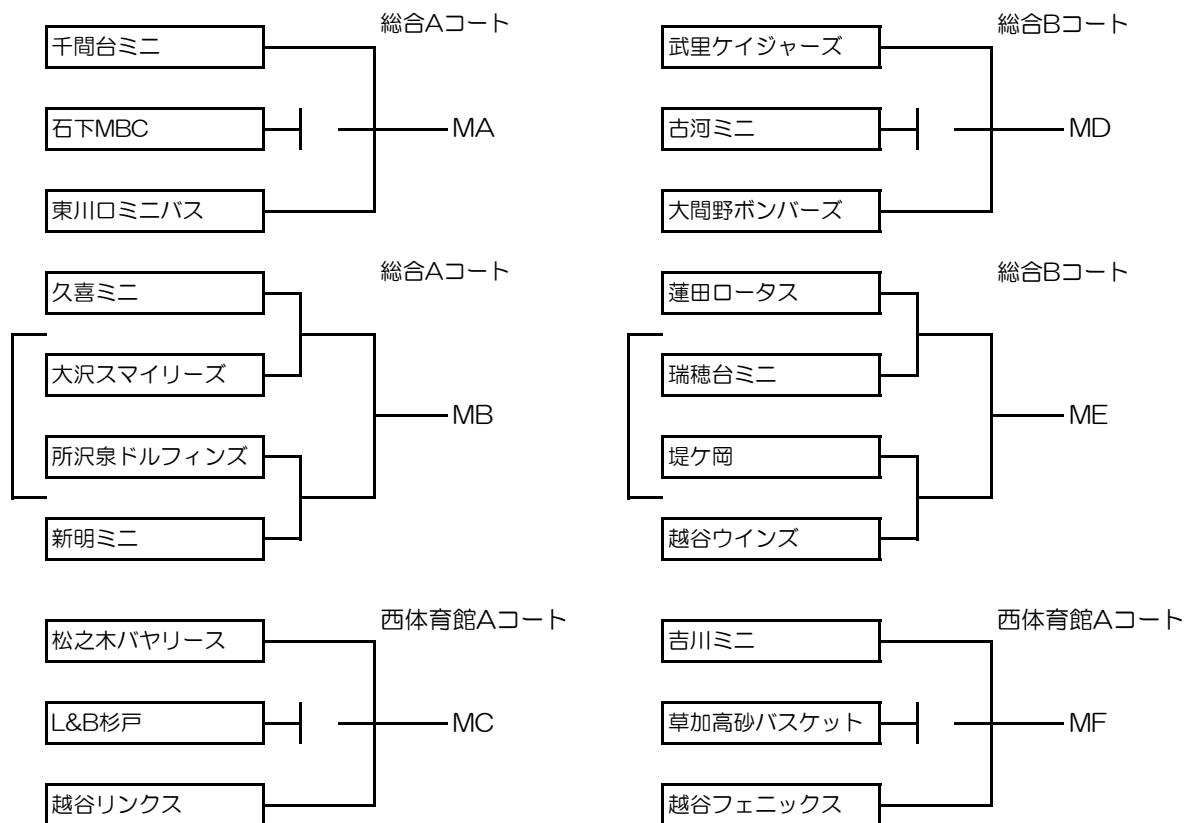 総合Aコート
千間台ミニ
石下MBC
MA
東川口ミニバス
総合Bコート
武里ケイジャーズ
古河ミニ
MD
大間野ボンバーズ
総合Aコート
久喜ミニ
大沢スマイリーズ
MB
所沢泉ドルフィンズ
新明ミニ
総合Bコート
蓮田ロータス
瑞穂台ミニ
ME
堤ケ岡
越谷ウインズ
西体育館Aコート
松之木バヤリース
L&B杉戸
MC
越谷リンクス
西体育館Aコート
吉川ミニ
草加高砂バスケット
MF
越谷フェニックス